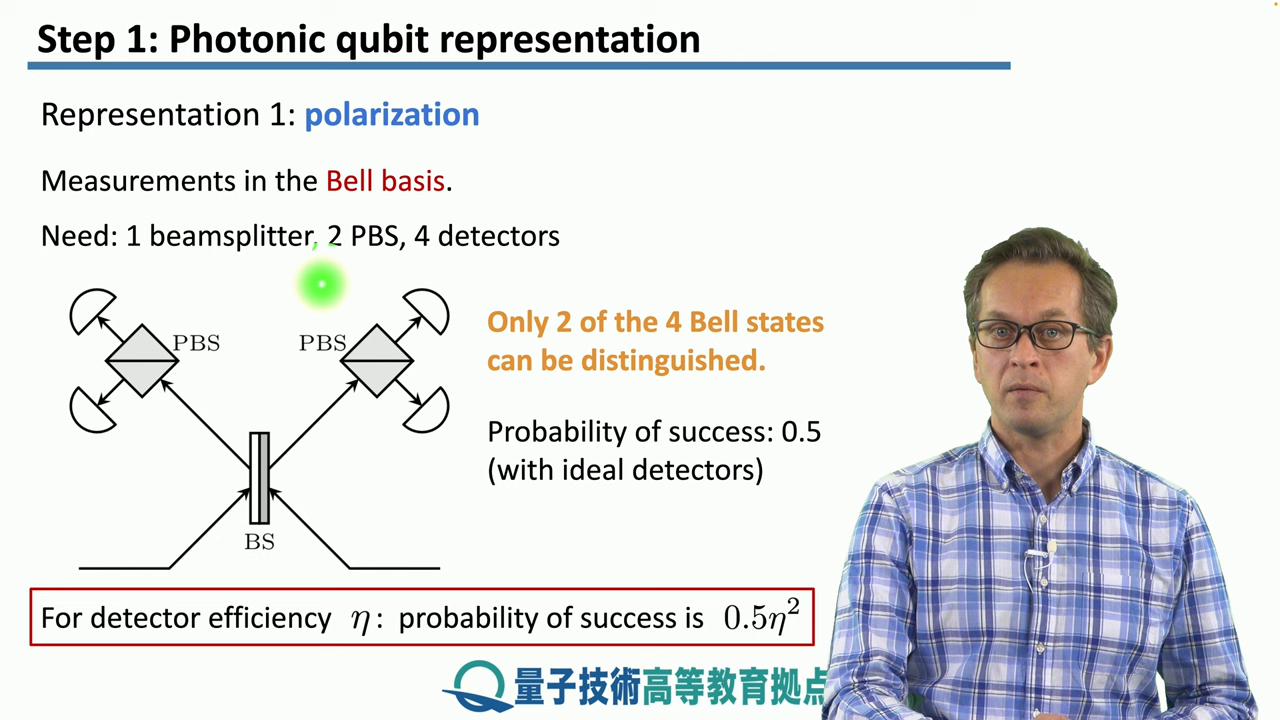 Step 1: Photonic qubit representation
Representation 1: polarization
Measurements in the Bell basis.
Need: 1 beamsplitter, 2 PBS, 4 detectors
PBS
PBS
Only 2 of the 4 Bell states
can be distinguished.
Probability of success: 0.5
(with ideal detectors)
BS
For detector efficiency η: probability of success is 0.5η²
量子技術高等教育拠点